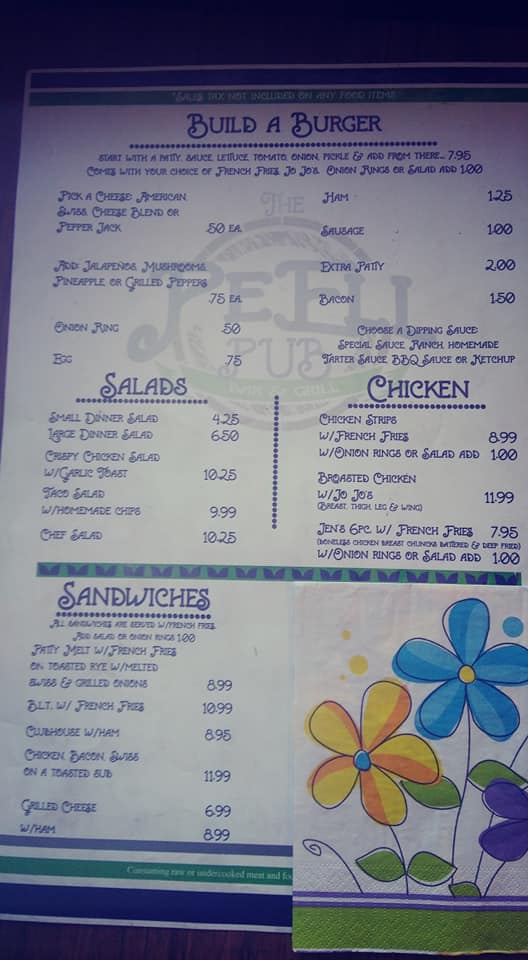 *Sales tax not included on any food items
Build a Burger
Start with a patty, sauce, lettuce, tomato, onion, pickle & add from there... 7.95
Comes with your choice of French Fries, Jo Jo's. Onion Rings or Salad add 1.00
Pick a Cheese: American,
Swiss, Cheese Blend or
Pepper Jack .50 ea.
Add: Jalapeños, Mushrooms,
Pineapple, or Grilled Peppers
.75 ea.
Onion Ring .50
Egg .75
Ham 1.25
Sausage 1.00
Extra Patty 2.00
Bacon 1.50
Choose a Dipping Sauce:
Special Sauce, Ranch, homemade
Tarter Sauce, BBQ Sauce or Ketchup
The
PeEll
Pub
Bar & Grill
Salads
Small Dinner Salad 4.25
Large Dinner Salad 6.50
Crispy Chicken Salad
w/Garlic Toast 10.25
Taco Salad
w/homemade chips 9.99
Chef Salad 10.25
Chicken
Chicken Strips
w/French Fries 8.99
w/Onion rings or Salad add 1.00
Broasted Chicken
w/Jo Jo's 11.99
(Breast, thigh, leg & wing)
Jen's 6pc. w/ French Fries 7.95
(boneless chicken breast chuncks battered & deep fried)
w/Onion rings or Salad add 1.00
Sandwiches
All sandwiches are served w/french fries.
Add salad or onion rings 1.00
Patty Melt w/French Fries
on toasted rye w/melted
swiss & grilled onions 8.99
B.L.T. w/ French Fries 10.99
Clubhouse w/ham 8.95
Chicken, Bacon, Swiss
on a toasted sub 11.99
Grilled Cheese 6.99
w/ham 8.99
Consuming raw or undercooked meat and